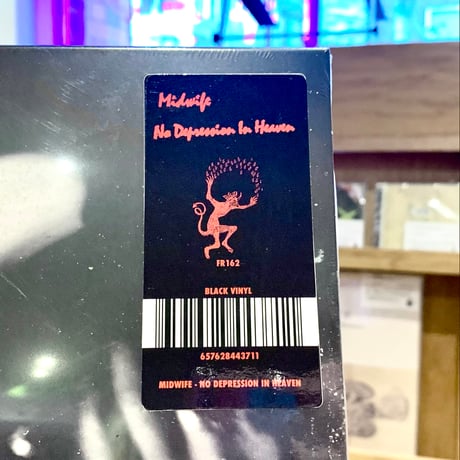 Midwife
No Depression In Heaven
FR162
BLACK VINYL
657628443711
MIDWIFE - NO DEPRESSION IN HEAVEN